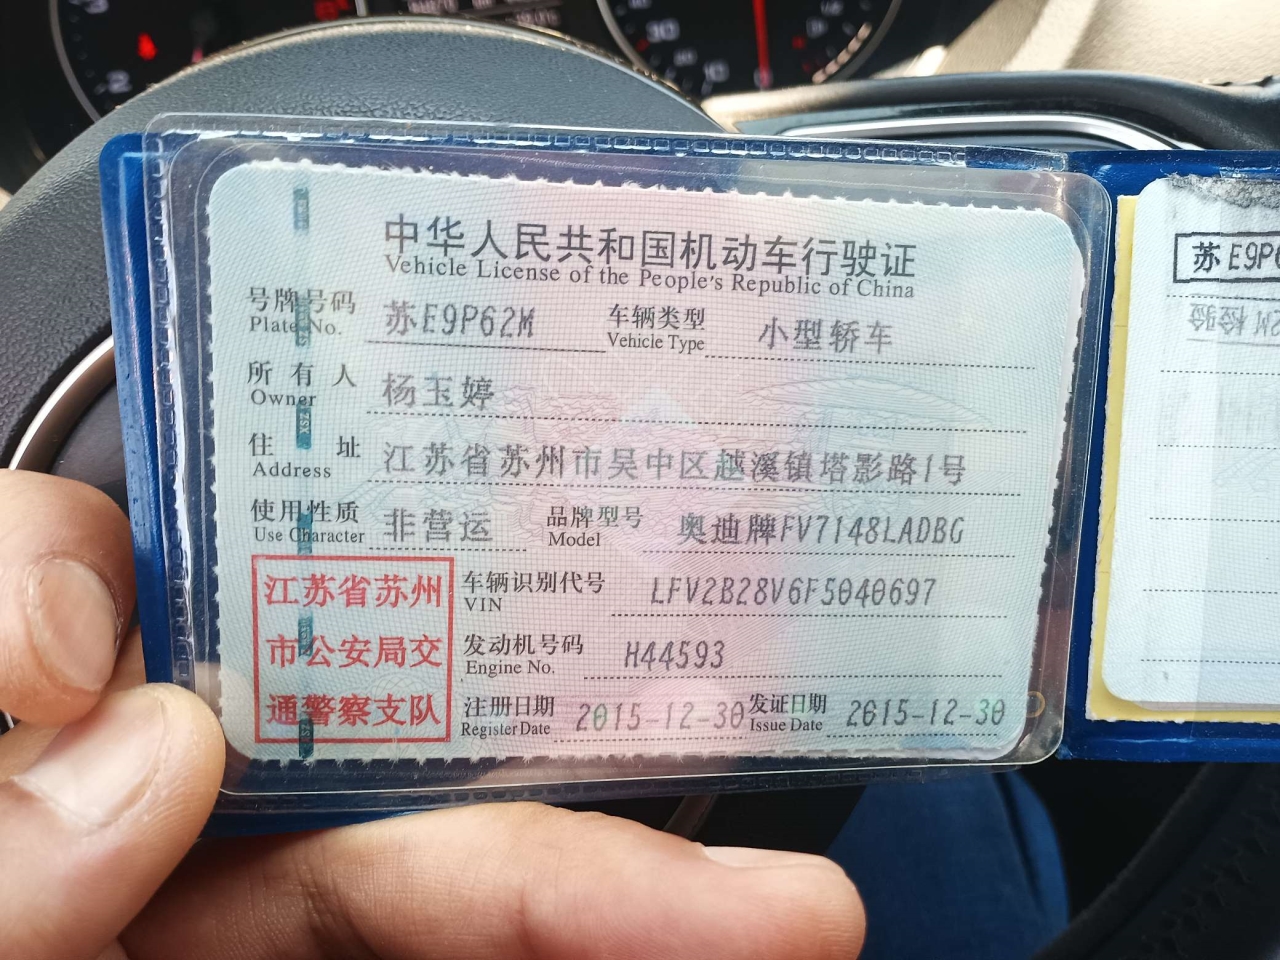 中华人民共和国机动车行驶证
Vehicle License of the People's Republic of China
号牌号码 苏E9P62M 车辆类型 小型轿车
Plate No. Vehicle Type
所有人 杨玉婷
Owner
住址 江苏省苏州市吴中区越溪镇塔影路1号
Address
使用性质 非营运 品牌型号 奥迪牌FV7148LADBG
Use Character Model
江苏省苏州
市公安局交
通警察支队
车辆识别代号 LFV2B28V6F5040697
VIN
发动机号码 H44593
Engine No.
注册日期 2015-12-30 发证日期 2015-12-30
Register Date Issue Date
苏E9P6
检验